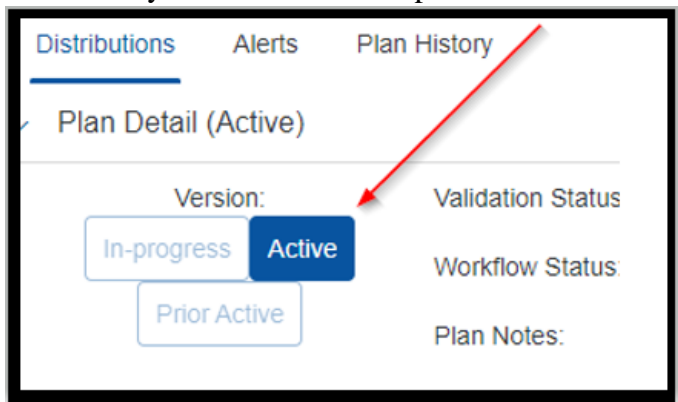 Distributions Alerts Plan History
Plan Detail (Active)
Version:
In-progress Active
Prior Active
Validation Status
Workflow Status:
Plan Notes: